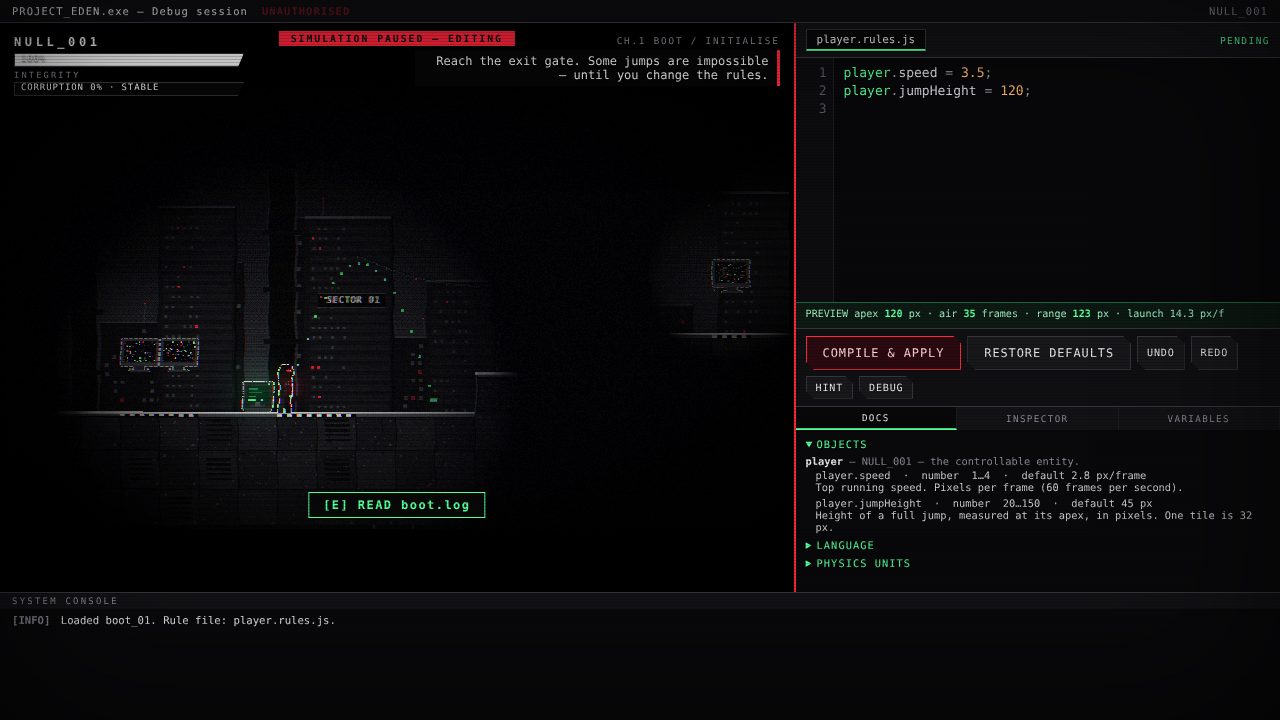 PROJECT_EDEN.exe — Debug session UNAUTHORISED
NULL_001
NULL_001
100%
INTEGRITY
CORRUPTION 0% · STABLE
SIMULATION PAUSED — EDITING
CH.1 BOOT / INITIALISE
Reach the exit gate. Some jumps are impossible
— until you change the rules.
SECTOR 01
[E] READ boot.log
player.rules.js
PENDING
1 player.speed = 3.5;
2 player.jumpHeight = 120;
3
PREVIEW apex 120 px · air 35 frames · range 123 px · launch 14.3 px/f
COMPILE & APPLY
RESTORE DEFAULTS
UNDO
REDO
HINT
DEBUG
DOCS
INSPECTOR
VARIABLES
▼ OBJECTS
player — NULL_001 — the controllable entity.
player.speed · number 1…4 · default 2.8 px/frame
Top running speed. Pixels per frame (60 frames per second).
player.jumpHeight · number 20…150 · default 45 px
Height of a full jump, measured at its apex, in pixels. One tile is 32
px.
▶ LANGUAGE
▶ PHYSICS UNITS
SYSTEM CONSOLE
[INFO] Loaded boot_01. Rule file: player.rules.js.